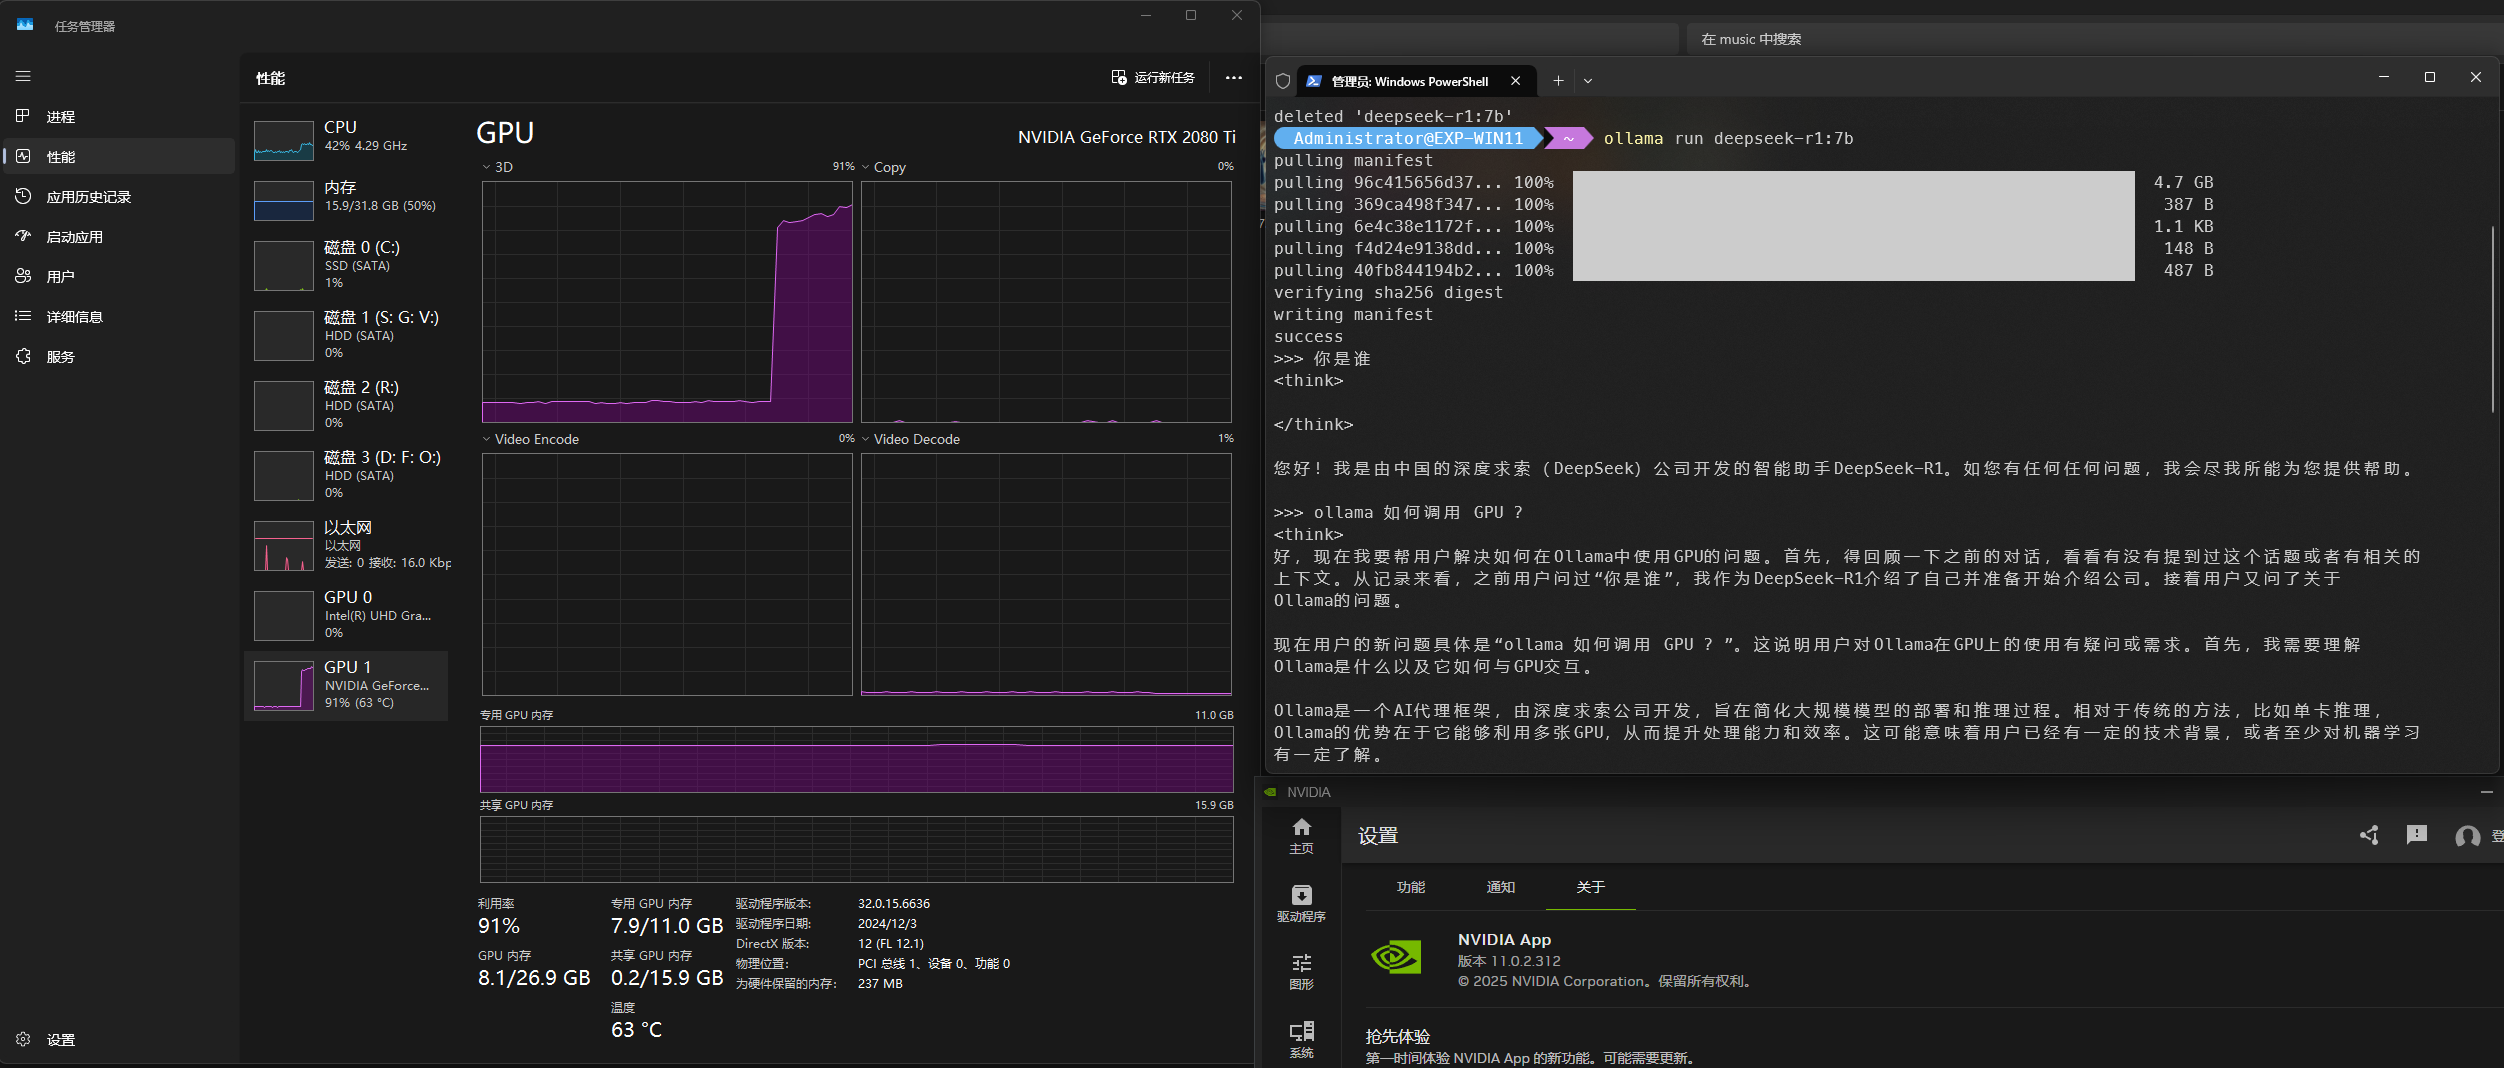 任务管理器
进程
性能
应用历史记录
启动应用
用户
详细信息
服务
设置
性能
运行新任务
CPU
42% 4.29 GHz
内存
15.9/31.8 GB (50%)
磁盘 0 (C:)
SSD (SATA)
1%
磁盘 1 (S: G: V:)
HDD (SATA)
0%
磁盘 2 (R:)
HDD (SATA)
0%
磁盘 3 (D: F: O:)
HDD (SATA)
0%
以太网
以太网
发送: 0 接收: 16.0 Kbp
GPU 0
Intel(R) UHD Gra...
0%
GPU 1
NVIDIA GeForce...
91% (63 °C)
GPU
NVIDIA GeForce RTX 2080 Ti
3D 91%
Copy 0%
Video Encode 0%
Video Decode 1%
专用 GPU 内存 11.0 GB
共享 GPU 内存 15.9 GB
利用率
91%
专用 GPU 内存
7.9/11.0 GB
GPU 内存
8.1/26.9 GB
共享 GPU 内存
0.2/15.9 GB
温度
63 °C
驱动程序版本: 32.0.15.6636
驱动程序日期: 2024/12/3
DirectX 版本: 12 (FL 12.1)
物理位置: PCI 总线 1、设备 0、功能 0
为硬件保留的内存: 237 MB
在 music 中搜索
管理员: Windows PowerShell
deleted 'deepseek-r1:7b'
Administrator@EXP-WIN11 ~ ollama run deepseek-r1:7b
pulling manifest
pulling 96c415656d37... 100% 4.7 GB
pulling 369ca498f347... 100% 387 B
pulling 6e4c38e1172f... 100% 1.1 KB
pulling f4d24e9138dd... 100% 148 B
pulling 40fb844194b2... 100% 487 B
verifying sha256 digest
writing manifest
success
>>> 你是谁
<think>
</think>
您好！我是由中国的深度求索（DeepSeek）公司开发的智能助手DeepSeek-R1。如您有任何任何问题，我会尽我所能为您提供帮助。
>>> ollama 如何调用 GPU ?
<think>
好，现在我要帮用户解决如何在Ollama中使用GPU的问题。首先，得回顾一下之前的对话，看看有没有提到过这个话题或者有相关的
上下文。从记录来看，之前用户问过“你是谁”，我作为DeepSeek-R1介绍了自己并准备开始介绍公司。接着用户又问了关于
Ollama的问题。
现在用户的新问题具体是“ollama 如何调用 GPU ? ”。这说明用户对Ollama在GPU上的使用有疑问或需求。首先，我需要理解
Ollama是什么以及它如何与GPU交互。
Ollama是一个AI代理框架，由深度求索公司开发，旨在简化大规模模型的部署和推理过程。相对于传统的方法，比如单卡推理，
Ollama的优势在于它能够利用多张GPU，从而提升处理能力和效率。这可能意味着用户已经有一定的技术背景，或者至少对机器学习
有一定了解。
NVIDIA
主页
驱动程序
图形
系统
设置
登
功能
通知
关于
NVIDIA App
版本 11.0.2.312
© 2025 NVIDIA Corporation。保留所有权利。
抢先体验
第一时间体验 NVIDIA App 的新功能。可能需要更新。